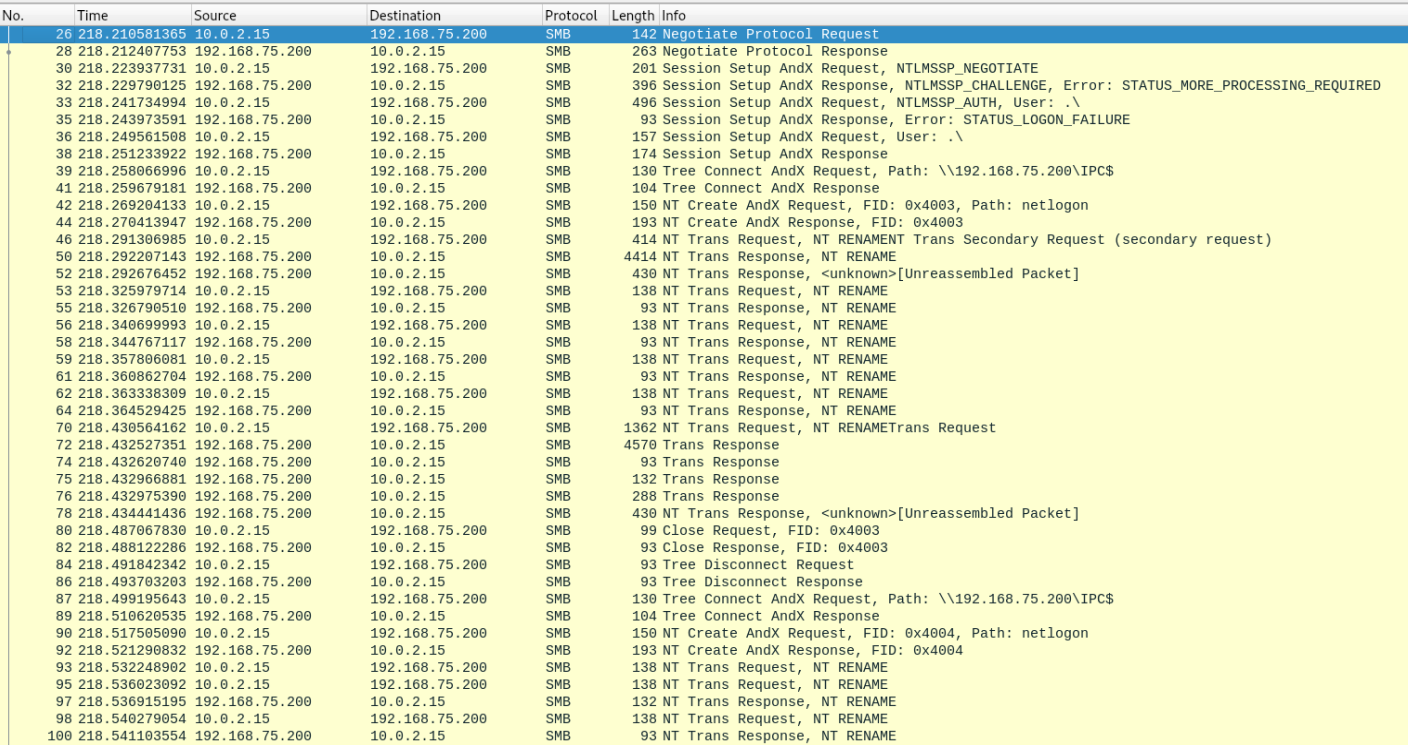 No. Time Source Destination Protocol Length Info
26 218.210581365 10.0.2.15 192.168.75.200 SMB 142 Negotiate Protocol Request
28 218.212407753 192.168.75.200 10.0.2.15 SMB 263 Negotiate Protocol Response
30 218.223937731 10.0.2.15 192.168.75.200 SMB 201 Session Setup AndX Request, NTLMSSP_NEGOTIATE
32 218.229790125 192.168.75.200 10.0.2.15 SMB 396 Session Setup AndX Response, NTLMSSP_CHALLENGE, Error: STATUS_MORE_PROCESSING_REQUIRED
33 218.241734994 10.0.2.15 192.168.75.200 SMB 496 Session Setup AndX Request, NTLMSSP_AUTH, User: .\
35 218.243973591 192.168.75.200 10.0.2.15 SMB 93 Session Setup AndX Response, Error: STATUS_LOGON_FAILURE
36 218.249561508 10.0.2.15 192.168.75.200 SMB 157 Session Setup AndX Request, User: .\
38 218.251233922 192.168.75.200 10.0.2.15 SMB 174 Session Setup AndX Response
39 218.258066996 10.0.2.15 192.168.75.200 SMB 130 Tree Connect AndX Request, Path: \\192.168.75.200\IPC$
41 218.259679181 192.168.75.200 10.0.2.15 SMB 104 Tree Connect AndX Response
42 218.269204133 10.0.2.15 192.168.75.200 SMB 150 NT Create AndX Request, FID: 0x4003, Path: netlogon
44 218.270413947 192.168.75.200 10.0.2.15 SMB 193 NT Create AndX Response, FID: 0x4003
46 218.291306985 10.0.2.15 192.168.75.200 SMB 414 NT Trans Request, NT RENAMENT Trans Secondary Request (secondary request)
50 218.292207143 192.168.75.200 10.0.2.15 SMB 4414 NT Trans Response, NT RENAME
52 218.292676452 192.168.75.200 10.0.2.15 SMB 430 NT Trans Response, <unknown>[Unreassembled Packet]
53 218.325979714 10.0.2.15 192.168.75.200 SMB 138 NT Trans Request, NT RENAME
55 218.326790510 192.168.75.200 10.0.2.15 SMB 93 NT Trans Response, NT RENAME
56 218.340699993 10.0.2.15 192.168.75.200 SMB 138 NT Trans Request, NT RENAME
58 218.344767117 192.168.75.200 10.0.2.15 SMB 93 NT Trans Response, NT RENAME
59 218.357806081 10.0.2.15 192.168.75.200 SMB 138 NT Trans Request, NT RENAME
61 218.360862704 192.168.75.200 10.0.2.15 SMB 93 NT Trans Response, NT RENAME
62 218.363338309 10.0.2.15 192.168.75.200 SMB 138 NT Trans Request, NT RENAME
64 218.364529425 192.168.75.200 10.0.2.15 SMB 93 NT Trans Response, NT RENAME
70 218.430564162 10.0.2.15 192.168.75.200 SMB 1362 NT Trans Request, NT RENAMETrans Request
72 218.432527351 192.168.75.200 10.0.2.15 SMB 4570 Trans Response
74 218.432620740 192.168.75.200 10.0.2.15 SMB 93 Trans Response
75 218.432966881 192.168.75.200 10.0.2.15 SMB 132 Trans Response
76 218.432975390 192.168.75.200 10.0.2.15 SMB 288 Trans Response
78 218.434441436 192.168.75.200 10.0.2.15 SMB 430 NT Trans Response, <unknown>[Unreassembled Packet]
80 218.487067830 10.0.2.15 192.168.75.200 SMB 99 Close Request, FID: 0x4003
82 218.488122286 192.168.75.200 10.0.2.15 SMB 93 Close Response, FID: 0x4003
84 218.491842342 10.0.2.15 192.168.75.200 SMB 93 Tree Disconnect Request
86 218.493703203 192.168.75.200 10.0.2.15 SMB 93 Tree Disconnect Response
87 218.499195643 10.0.2.15 192.168.75.200 SMB 130 Tree Connect AndX Request, Path: \\192.168.75.200\IPC$
89 218.510620535 192.168.75.200 10.0.2.15 SMB 104 Tree Connect AndX Response
90 218.517505090 10.0.2.15 192.168.75.200 SMB 150 NT Create AndX Request, FID: 0x4004, Path: netlogon
92 218.521290832 192.168.75.200 10.0.2.15 SMB 193 NT Create AndX Response, FID: 0x4004
93 218.532248902 10.0.2.15 192.168.75.200 SMB 138 NT Trans Request, NT RENAME
95 218.536023092 10.0.2.15 192.168.75.200 SMB 138 NT Trans Request, NT RENAME
97 218.536915195 192.168.75.200 10.0.2.15 SMB 132 NT Trans Response, NT RENAME
98 218.540279054 10.0.2.15 192.168.75.200 SMB 138 NT Trans Request, NT RENAME
100 218.541103554 192.168.75.200 10.0.2.15 SMB 93 NT Trans Response, NT RENAME